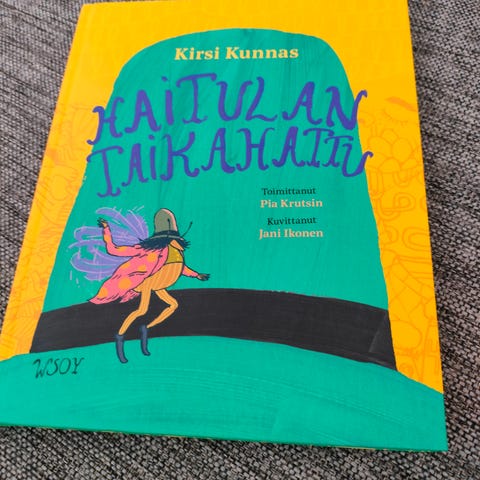 Kirsi Kunnas
HAITULAN
TAIKAHATTU
Toimittanut
Pia Krutsin
Kuvittanut
Jani Ikonen
WSOY